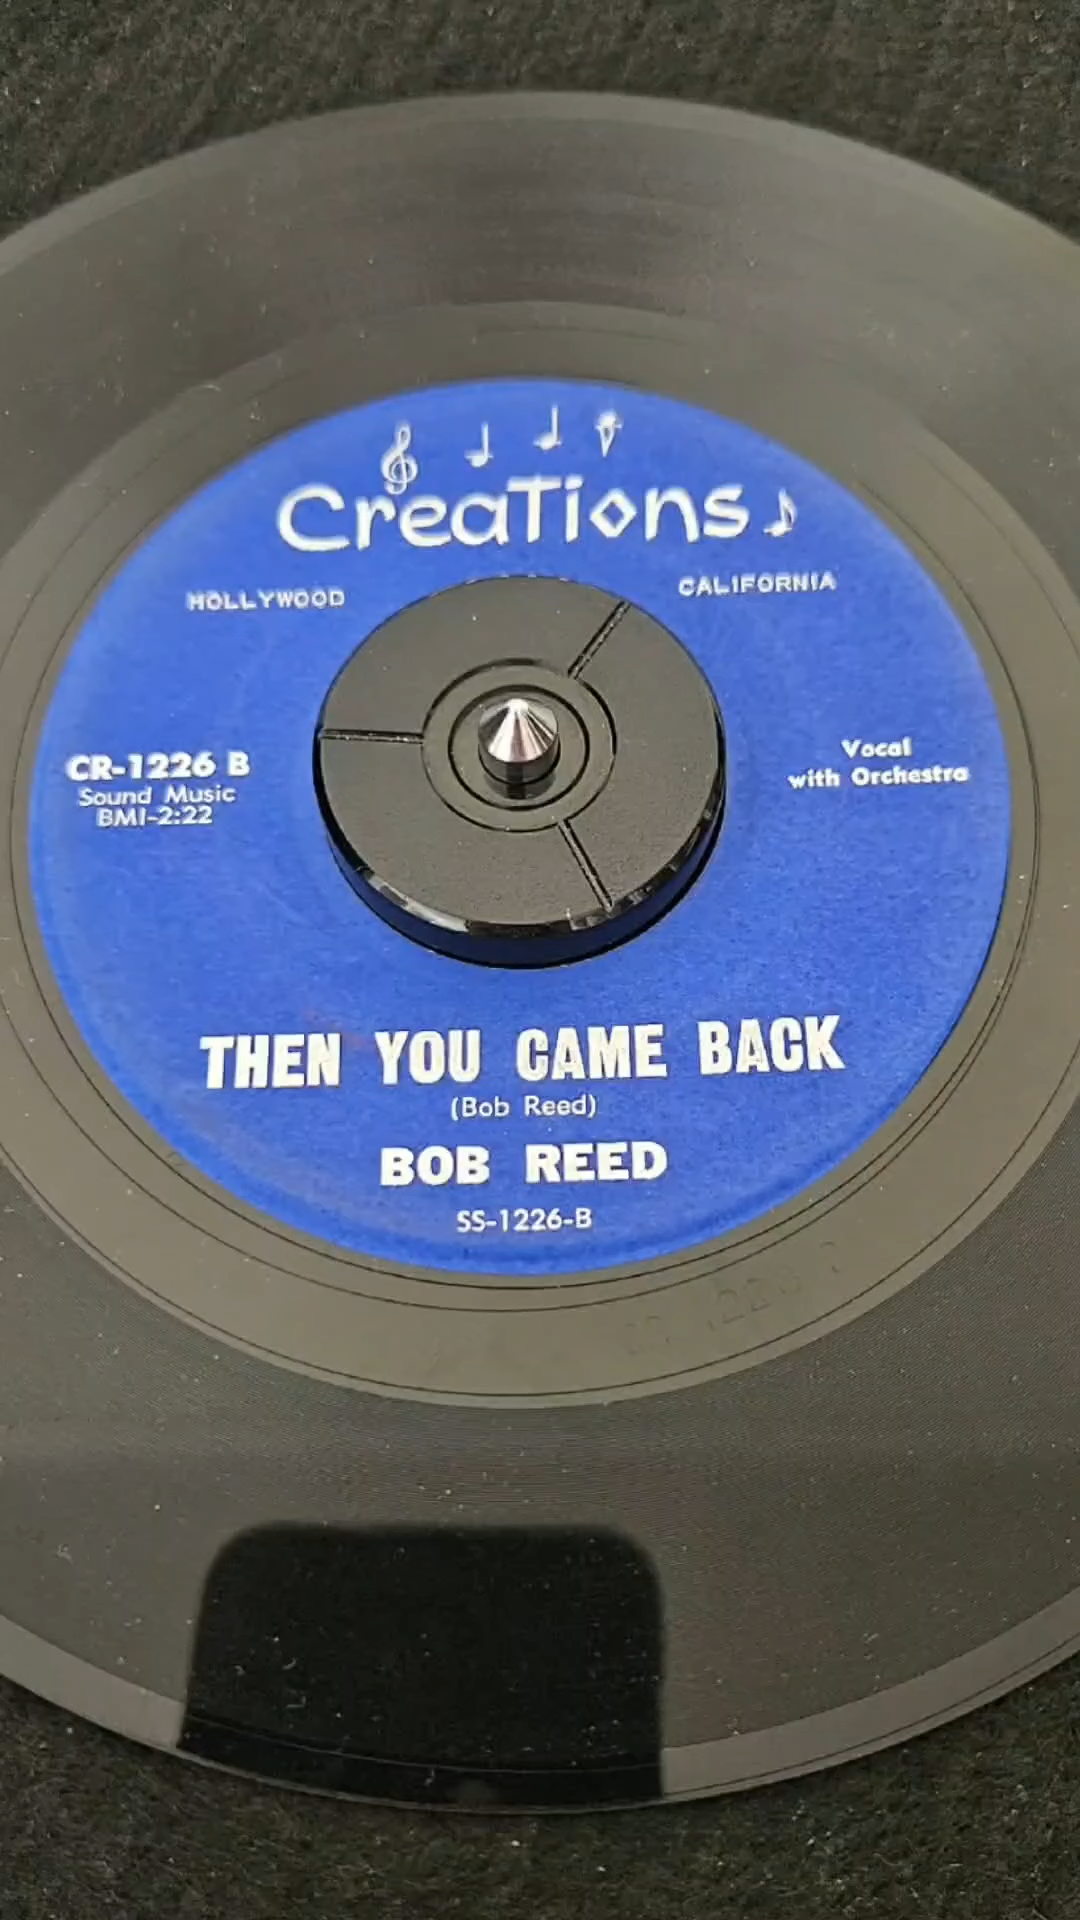 Creations
HOLLYWOOD CALIFORNIA
CR-1226 B
Sound Music
BMI-2:22
Vocal
with Orchestra
THEN YOU CAME BACK
(Bob Reed)
BOB REED
SS-1226-B